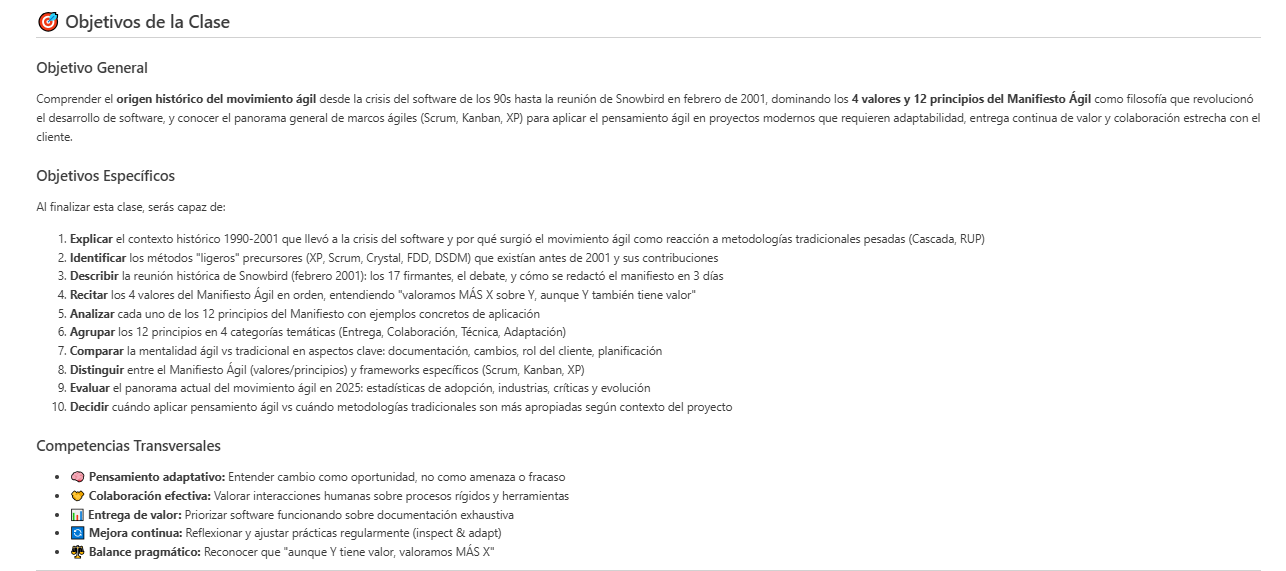 🎯 Objetivos de la Clase
Objetivo General
Comprender el origen histórico del movimiento ágil desde la crisis del software de los 90s hasta la reunión de Snowbird en febrero de 2001, dominando los 4 valores y 12 principios del Manifiesto Ágil como filosofía que revolucionó
el desarrollo de software, y conocer el panorama general de marcos ágiles (Scrum, Kanban, XP) para aplicar el pensamiento ágil en proyectos modernos que requieren adaptabilidad, entrega continua de valor y colaboración estrecha con el
cliente.
Objetivos Específicos
Al finalizar esta clase, serás capaz de:
1. Explicar el contexto histórico 1990-2001 que llevó a la crisis del software y por qué surgió el movimiento ágil como reacción a metodologías tradicionales pesadas (Cascada, RUP)
2. Identificar los métodos "ligeros" precursores (XP, Scrum, Crystal, FDD, DSDM) que existían antes de 2001 y sus contribuciones
3. Describir la reunión histórica de Snowbird (febrero 2001): los 17 firmantes, el debate, y cómo se redactó el manifiesto en 3 días
4. Recitar los 4 valores del Manifiesto Ágil en orden, entendiendo "valoramos MÁS X sobre Y, aunque Y también tiene valor"
5. Analizar cada uno de los 12 principios del Manifiesto con ejemplos concretos de aplicación
6. Agrupar los 12 principios en 4 categorías temáticas (Entrega, Colaboración, Técnica, Adaptación)
7. Comparar la mentalidad ágil vs tradicional en aspectos clave: documentación, cambios, rol del cliente, planificación
8. Distinguir entre el Manifiesto Ágil (valores/principios) y frameworks específicos (Scrum, Kanban, XP)
9. Evaluar el panorama actual del movimiento ágil en 2025: estadísticas de adopción, industrias, críticas y evolución
10. Decidir cuándo aplicar pensamiento ágil vs cuándo metodologías tradicionales son más apropiadas según contexto del proyecto
Competencias Transversales
• 🧠 Pensamiento adaptativo: Entender cambio como oportunidad, no como amenaza o fracaso
• 🤝 Colaboración efectiva: Valorar interacciones humanas sobre procesos rígidos y herramientas
• 📊 Entrega de valor: Priorizar software funcionando sobre documentación exhaustiva
• 🔄 Mejora continua: Reflexionar y ajustar prácticas regularmente (inspect & adapt)
• ⚖️ Balance pragmático: Reconocer que "aunque Y tiene valor, valoramos MÁS X"